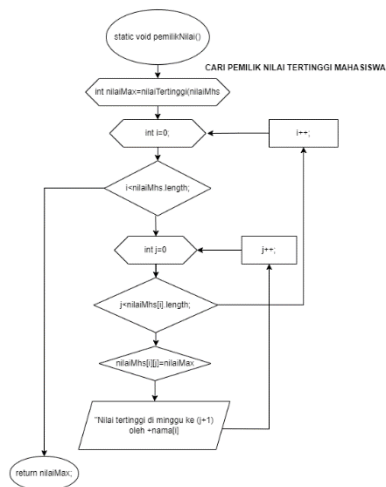 static void pemilikNilai()
CARI PEMILIK NILAI TERTINGGI MAHASISWA
int nilaiMax=nilaiTertinggi(nilaiMhs
int i=0;
i++;
i<nilaiMhs.length;
int j=0
j++;
j<nilaiMhs[i].length;
nilaiMhs[i][j]=nilaiMax
"Nilai tertinggi di minggu ke (j+1)
oleh +nama[i]
return nilaiMax;